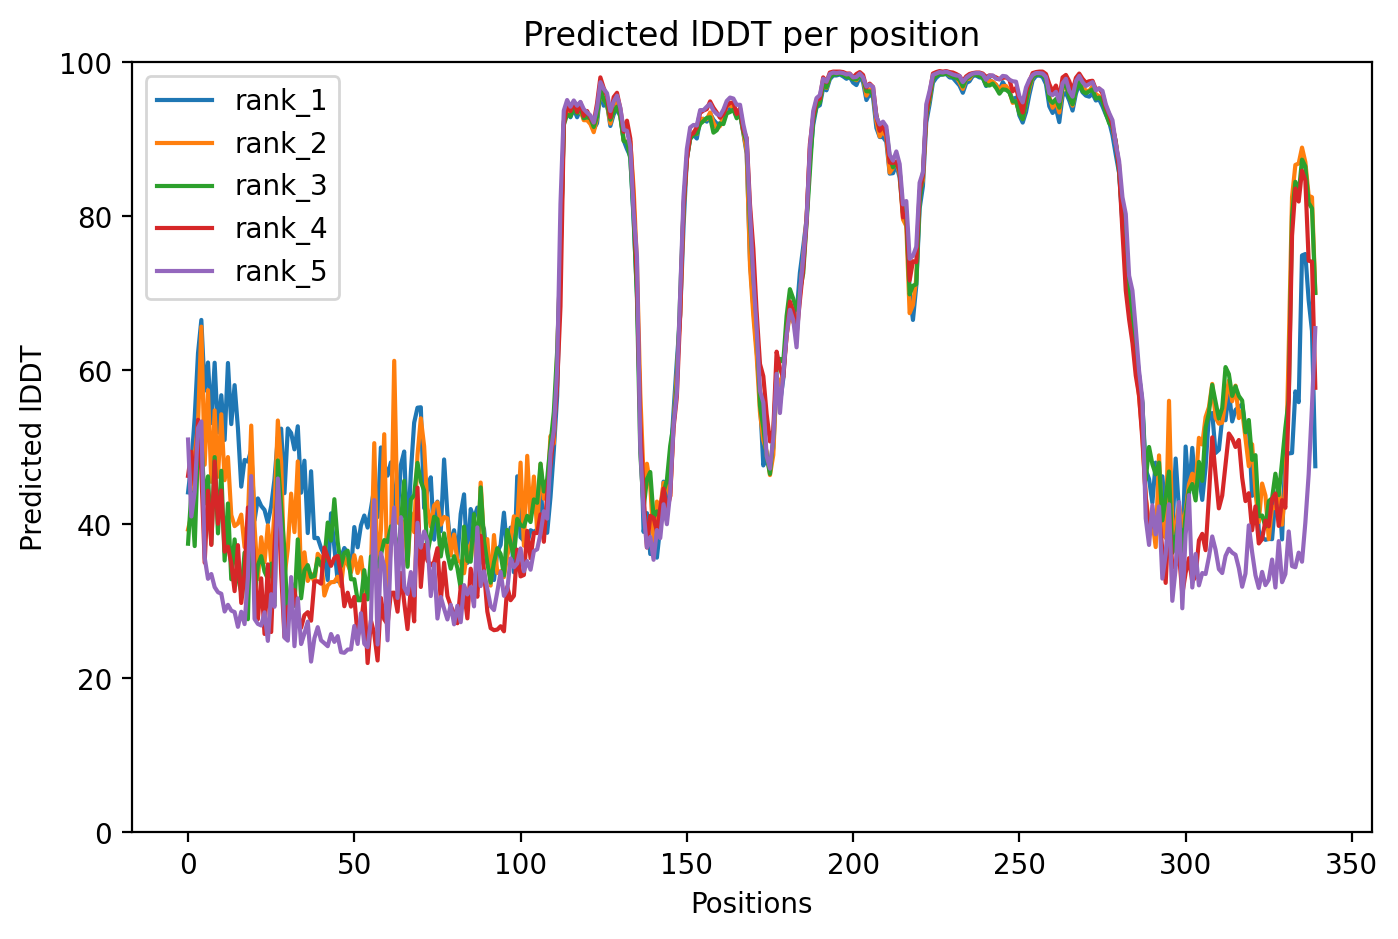 Predicted lDDT per position
100
80
60
40
20
0
Predicted lDDT
rank_1
rank_2
rank_3
rank_4
rank_5
0 50 100 150 200 250 300 350
Positions